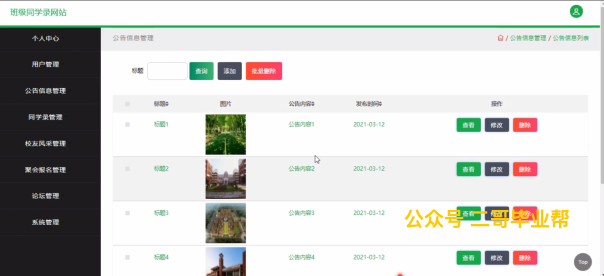 班级同学录网站
个人中心
用户管理
公告信息管理
同学录管理
校友风采管理
聚会报名管理
论坛管理
系统管理
公告信息管理
/ 公告信息管理 / 公告信息列表
标题 查询 添加 批量删除
标题 图片 公告内容 发布时间 操作
标题1 公告内容1 2021-03-12 查看 修改 删除
标题2 公告内容2 2021-03-12 查看 修改 删除
标题3 公告内容3 2021-03-12 查看 修改 删除
公众号 二哥毕业帮
标题4 公告内容4 2021-03-12 查看 修改 删除
Top